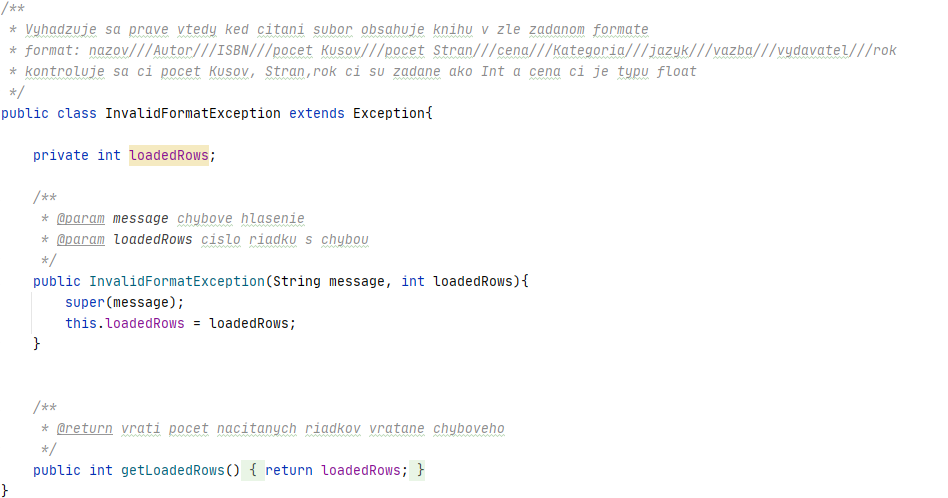 /**
 * Vyhadzuje sa prave vtedy ked citani subor obsahuje knihu v zle zadanom formate
 * format: nazov///Autor///ISBN///pocet Kusov///pocet Stran///cena///Kategoria///jazyk///vazba///vydavatel///rok
 * kontroluje sa ci pocet Kusov, Stran,rok ci su zadane ako Int a cena ci je typu float
 */
public class InvalidFormatException extends Exception{
    private int loadedRows;
    /**
     * @param message chybove hlasenie
     * @param loadedRows cislo riadku s chybou
     */
    public InvalidFormatException(String message, int loadedRows){
        super(message);
        this.loadedRows = loadedRows;
    }
    /**
     * @return vrati pocet nacitanych riadkov vratane chyboveho
     */
    public int getLoadedRows() { return loadedRows; }
}